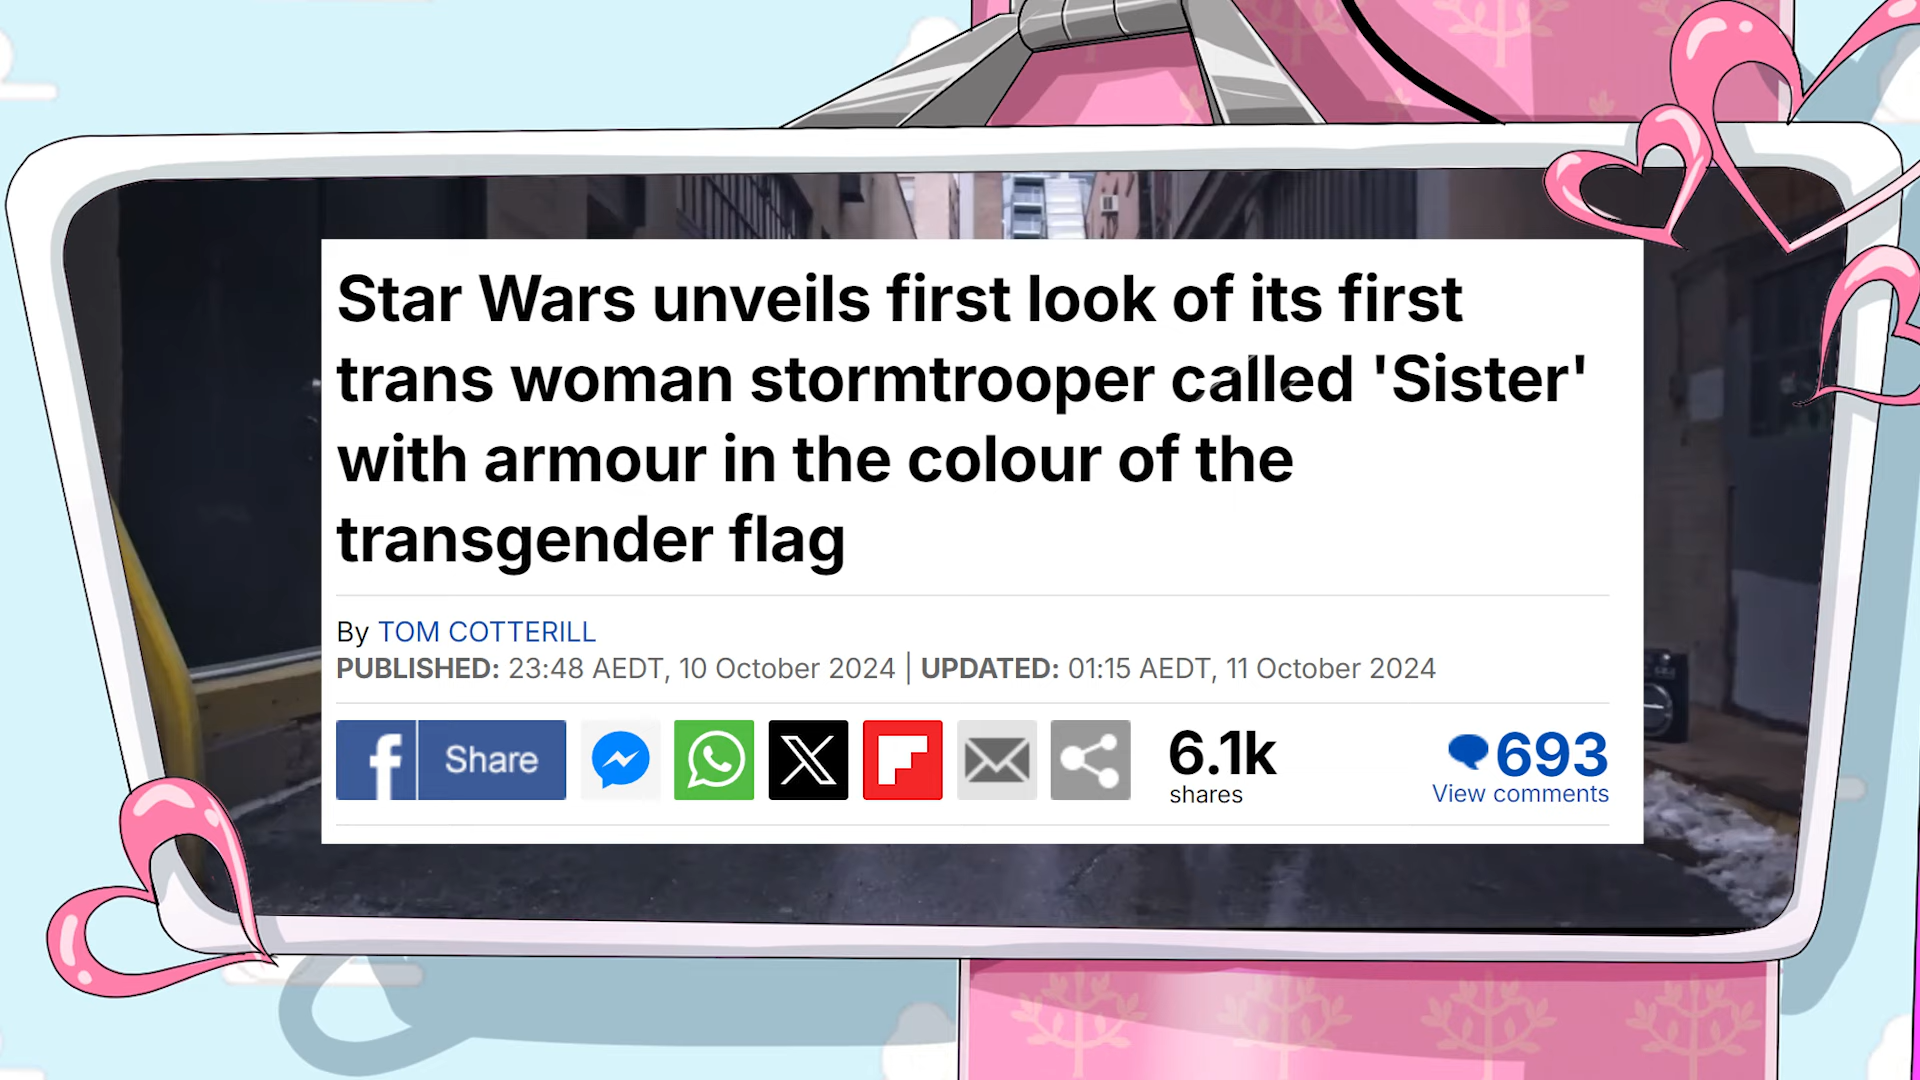 Star Wars unveils first look of its first
trans woman stormtrooper called 'Sister'
with armour in the colour of the
transgender flag
By TOM COTTERILL
PUBLISHED: 23:48 AEDT, 10 October 2024 | UPDATED: 01:15 AEDT, 11 October 2024
Share
6.1k
shares
693
View comments